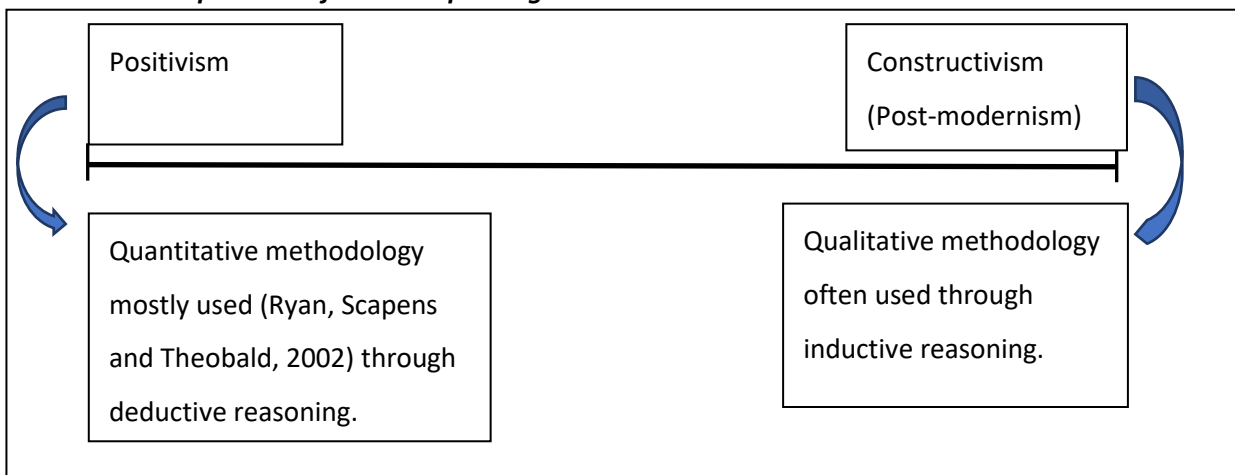 Positivism
Constructivism
(Post-modernism)
Quantitative methodology
mostly used (Ryan, Scapens
and Theobald, 2002) through
deductive reasoning.
Qualitative methodology
often used through
inductive reasoning.